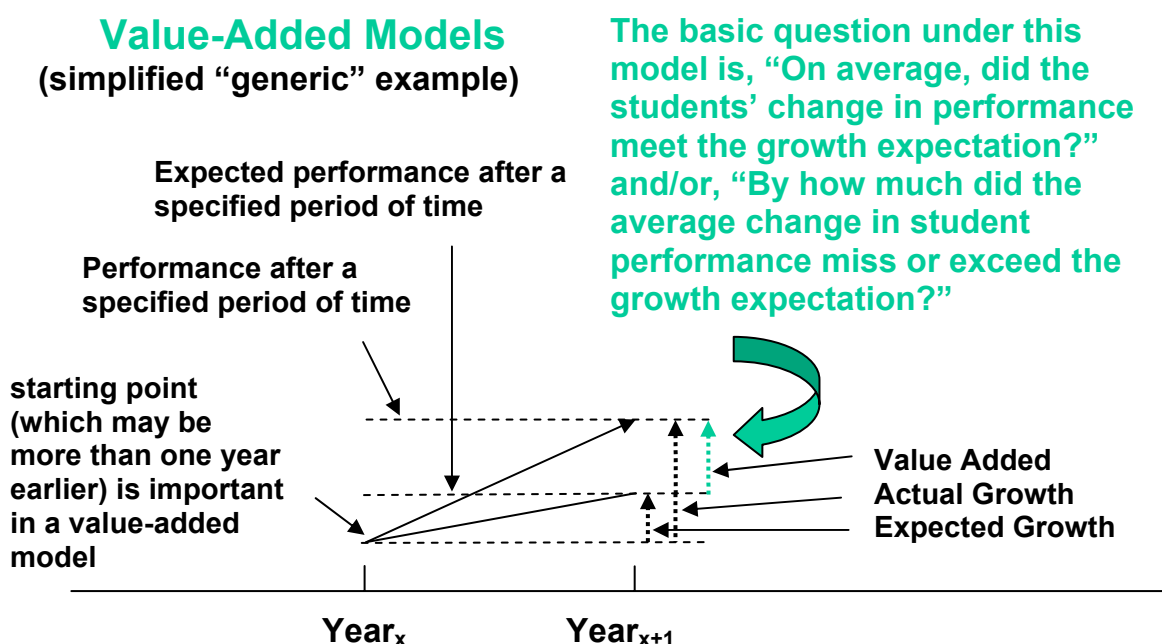 Value-Added Models
(simplified “generic” example)
The basic question under this
model is, “On average, did the
students’ change in performance
meet the growth expectation?”
and/or, “By how much did the
average change in student
performance miss or exceed the
growth expectation?”
Expected performance after a
specified period of time
Performance after a
specified period of time
starting point
(which may be
more than one year
earlier) is important
in a value-added
model
Value Added
Actual Growth
Expected Growth
Yearx
Yearx+1